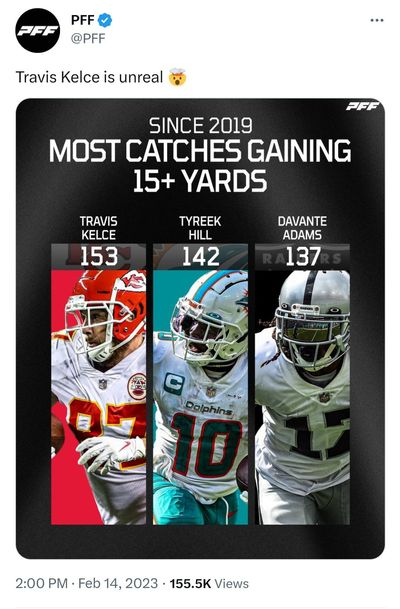 PFF
PFF
@PFF
Travis Kelce is unreal 🤯
PFF
SINCE 2019
MOST CATCHES GAINING
15+ YARDS
TRAVIS
KELCE
TYREEK
HILL
DAVANTE
ADAMS
153
142
137
RAIDERS
87
Dolphins
C
10
17
2:00 PM · Feb 14, 2023 · 155.5K Views